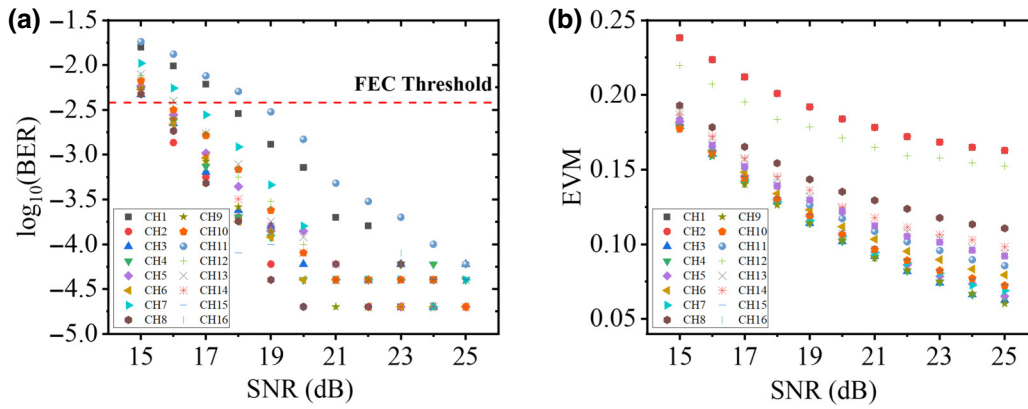 (a)
log10(BER)
−1.5
−2.0
−2.5
−3.0
−3.5
−4.0
−4.5
−5.0
FEC Threshold
CH1 CH9
CH2 CH10
CH3 CH11
CH4 CH12
CH5 CH13
CH6 CH14
CH7 CH15
CH8 CH16
15 17 19 21 23 25
SNR (dB)
(b)
EVM
0.25
0.20
0.15
0.10
0.05
CH1 CH9
CH2 CH10
CH3 CH11
CH4 CH12
CH5 CH13
CH6 CH14
CH7 CH15
CH8 CH16
15 17 19 21 23 25
SNR (dB)